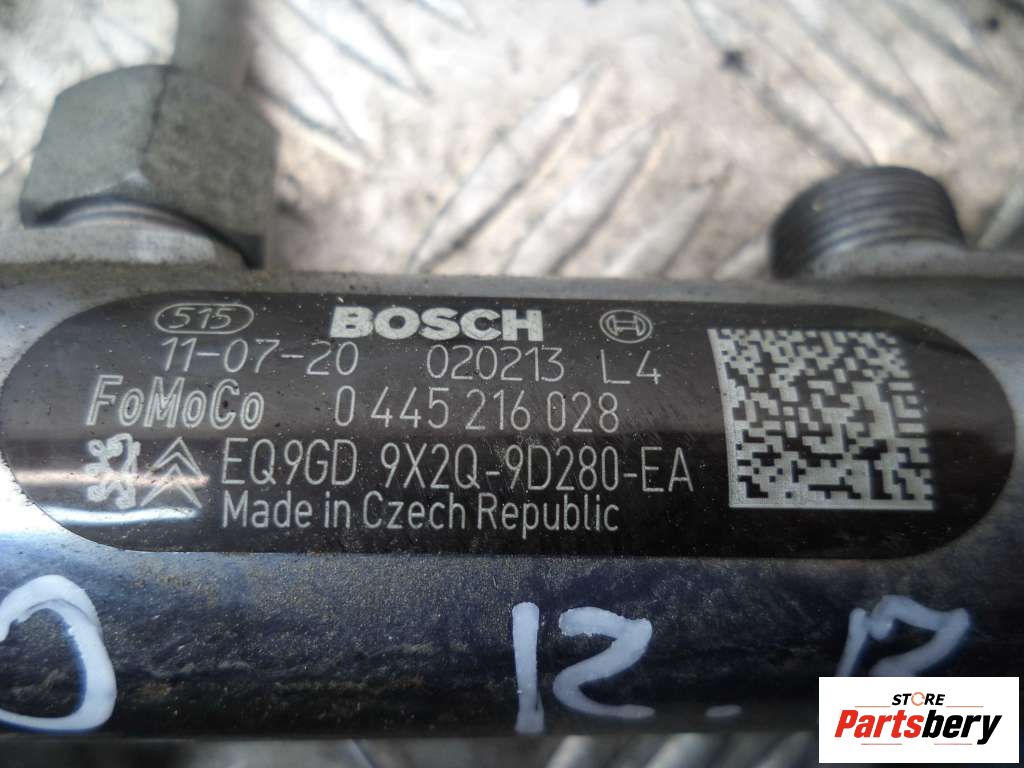 515 BOSCH
11-07-20 020213 L4
FoMoCo 0 445 216 028
EQ9GD 9X2Q-9D280-EA
Made in Czech Republic
STORE
Partsbery